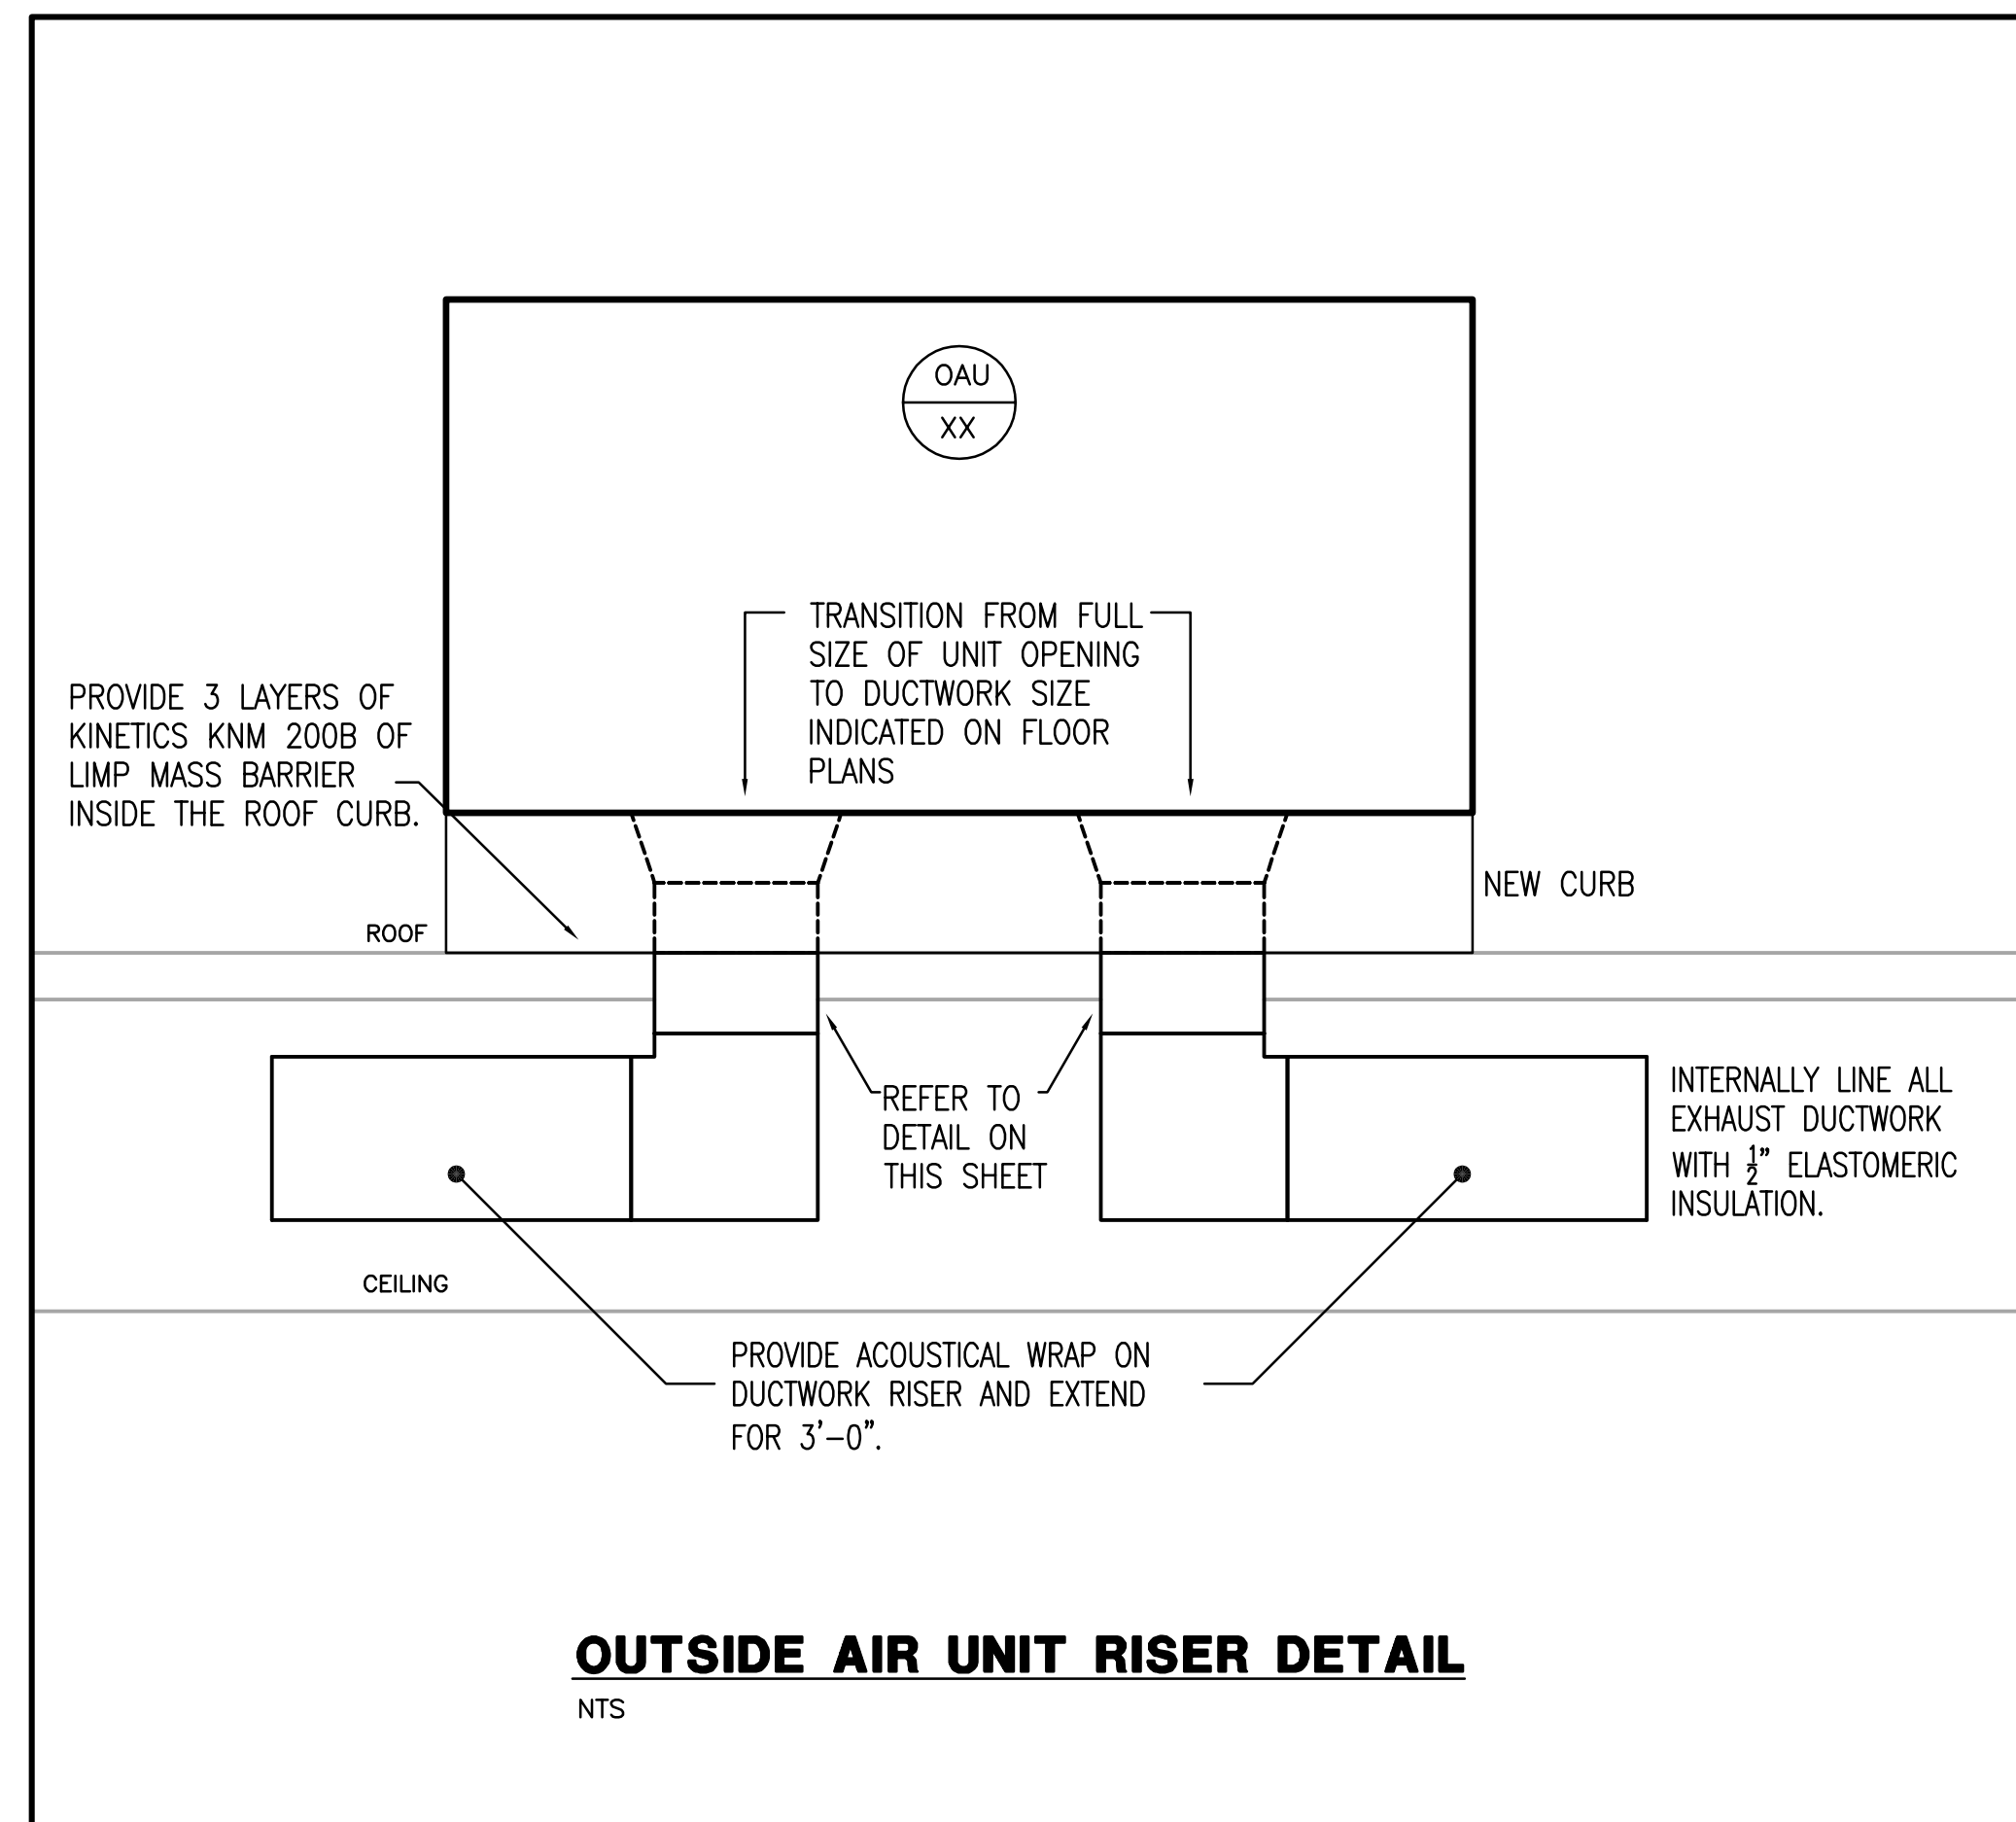 OAU
XX
TRANSITION FROM FULL
SIZE OF UNIT OPENING
TO DUCTWORK SIZE
INDICATED ON FLOOR
PLANS
PROVIDE 3 LAYERS OF
KINETICS KNM 200B OF
LIMP MASS BARRIER
INSIDE THE ROOF CURB.
NEW CURB
ROOF
REFER TO
DETAIL ON
THIS SHEET
INTERNALLY LINE ALL
EXHAUST DUCTWORK
WITH ½" ELASTOMERIC
INSULATION.
CEILING
PROVIDE ACOUSTICAL WRAP ON
DUCTWORK RISER AND EXTEND
FOR 3'-0".
OUTSIDE AIR UNIT RISER DETAIL
NTS